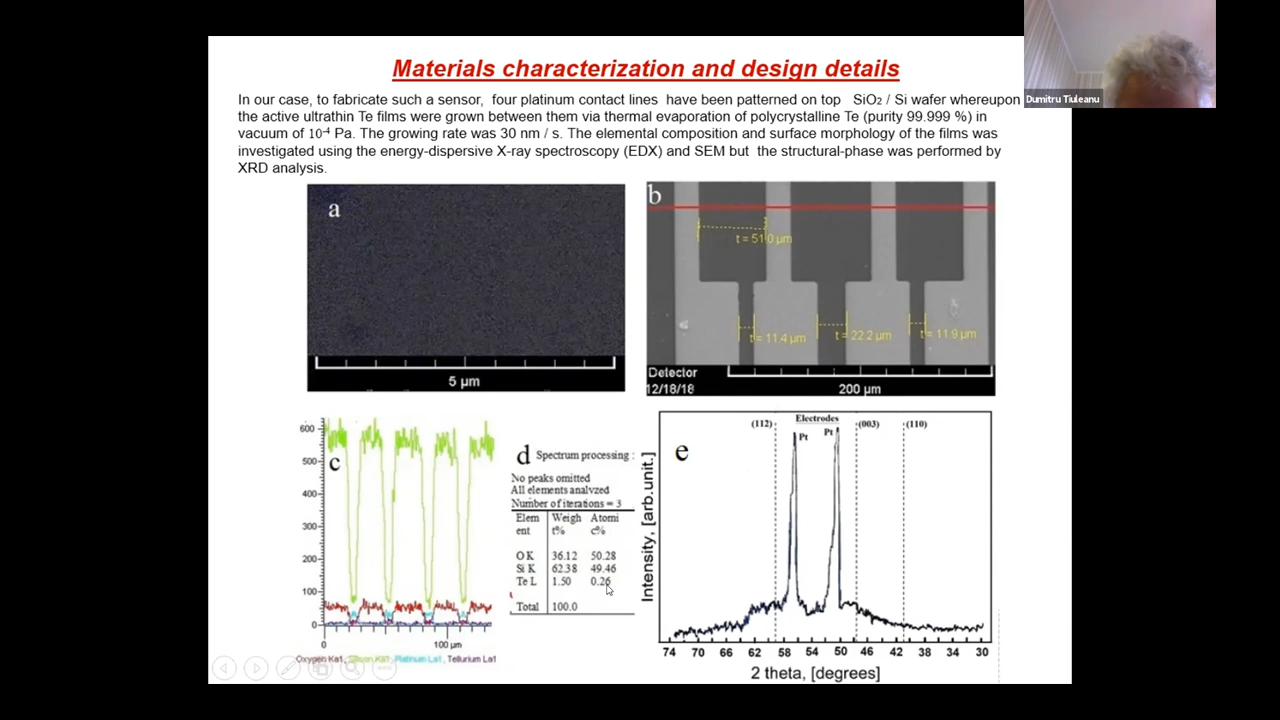 Materials characterization and design details
In our case, to fabricate such a sensor, four platinum contact lines have been patterned on top SiO2 / Si wafer whereupon
the active ultrathin Te films were grown between them via thermal evaporation of polycrystalline Te (purity 99.999 %) in
vacuum of 10-4 Pa. The growing rate was 30 nm / s. The elemental composition and surface morphology of the films was
investigated using the energy-dispersive X-ray spectroscopy (EDX) and SEM but the structural-phase was performed by
XRD analysis.
Dumitru Tiuleanu
a
5 µm
b
t = 51.0 µm
t = 11.4 µm
t = 22.2 µm
t = 11.9 µm
Detector
12/18/18
200 µm
c
600
500
400
300
200
100
0
0
100 µm
Oxygen Ka1, Silicon Ka1, Platinum La1, Tellurium La1
d Spectrum processing :
No peaks omitted
All elements analyzed
Number of iterations = 3
Elem Weigh Atomi
ent t% c%
O K 36.12 50.28
Si K 62.38 49.46
Te L 1.50 0.26
Total 100.0
e
Intensity, [arb.unit.]
Electrodes
(112) Pt Pt (003) (110)
74 70 66 62 58 54 50 46 42 38 34 30
2 theta, [degrees]